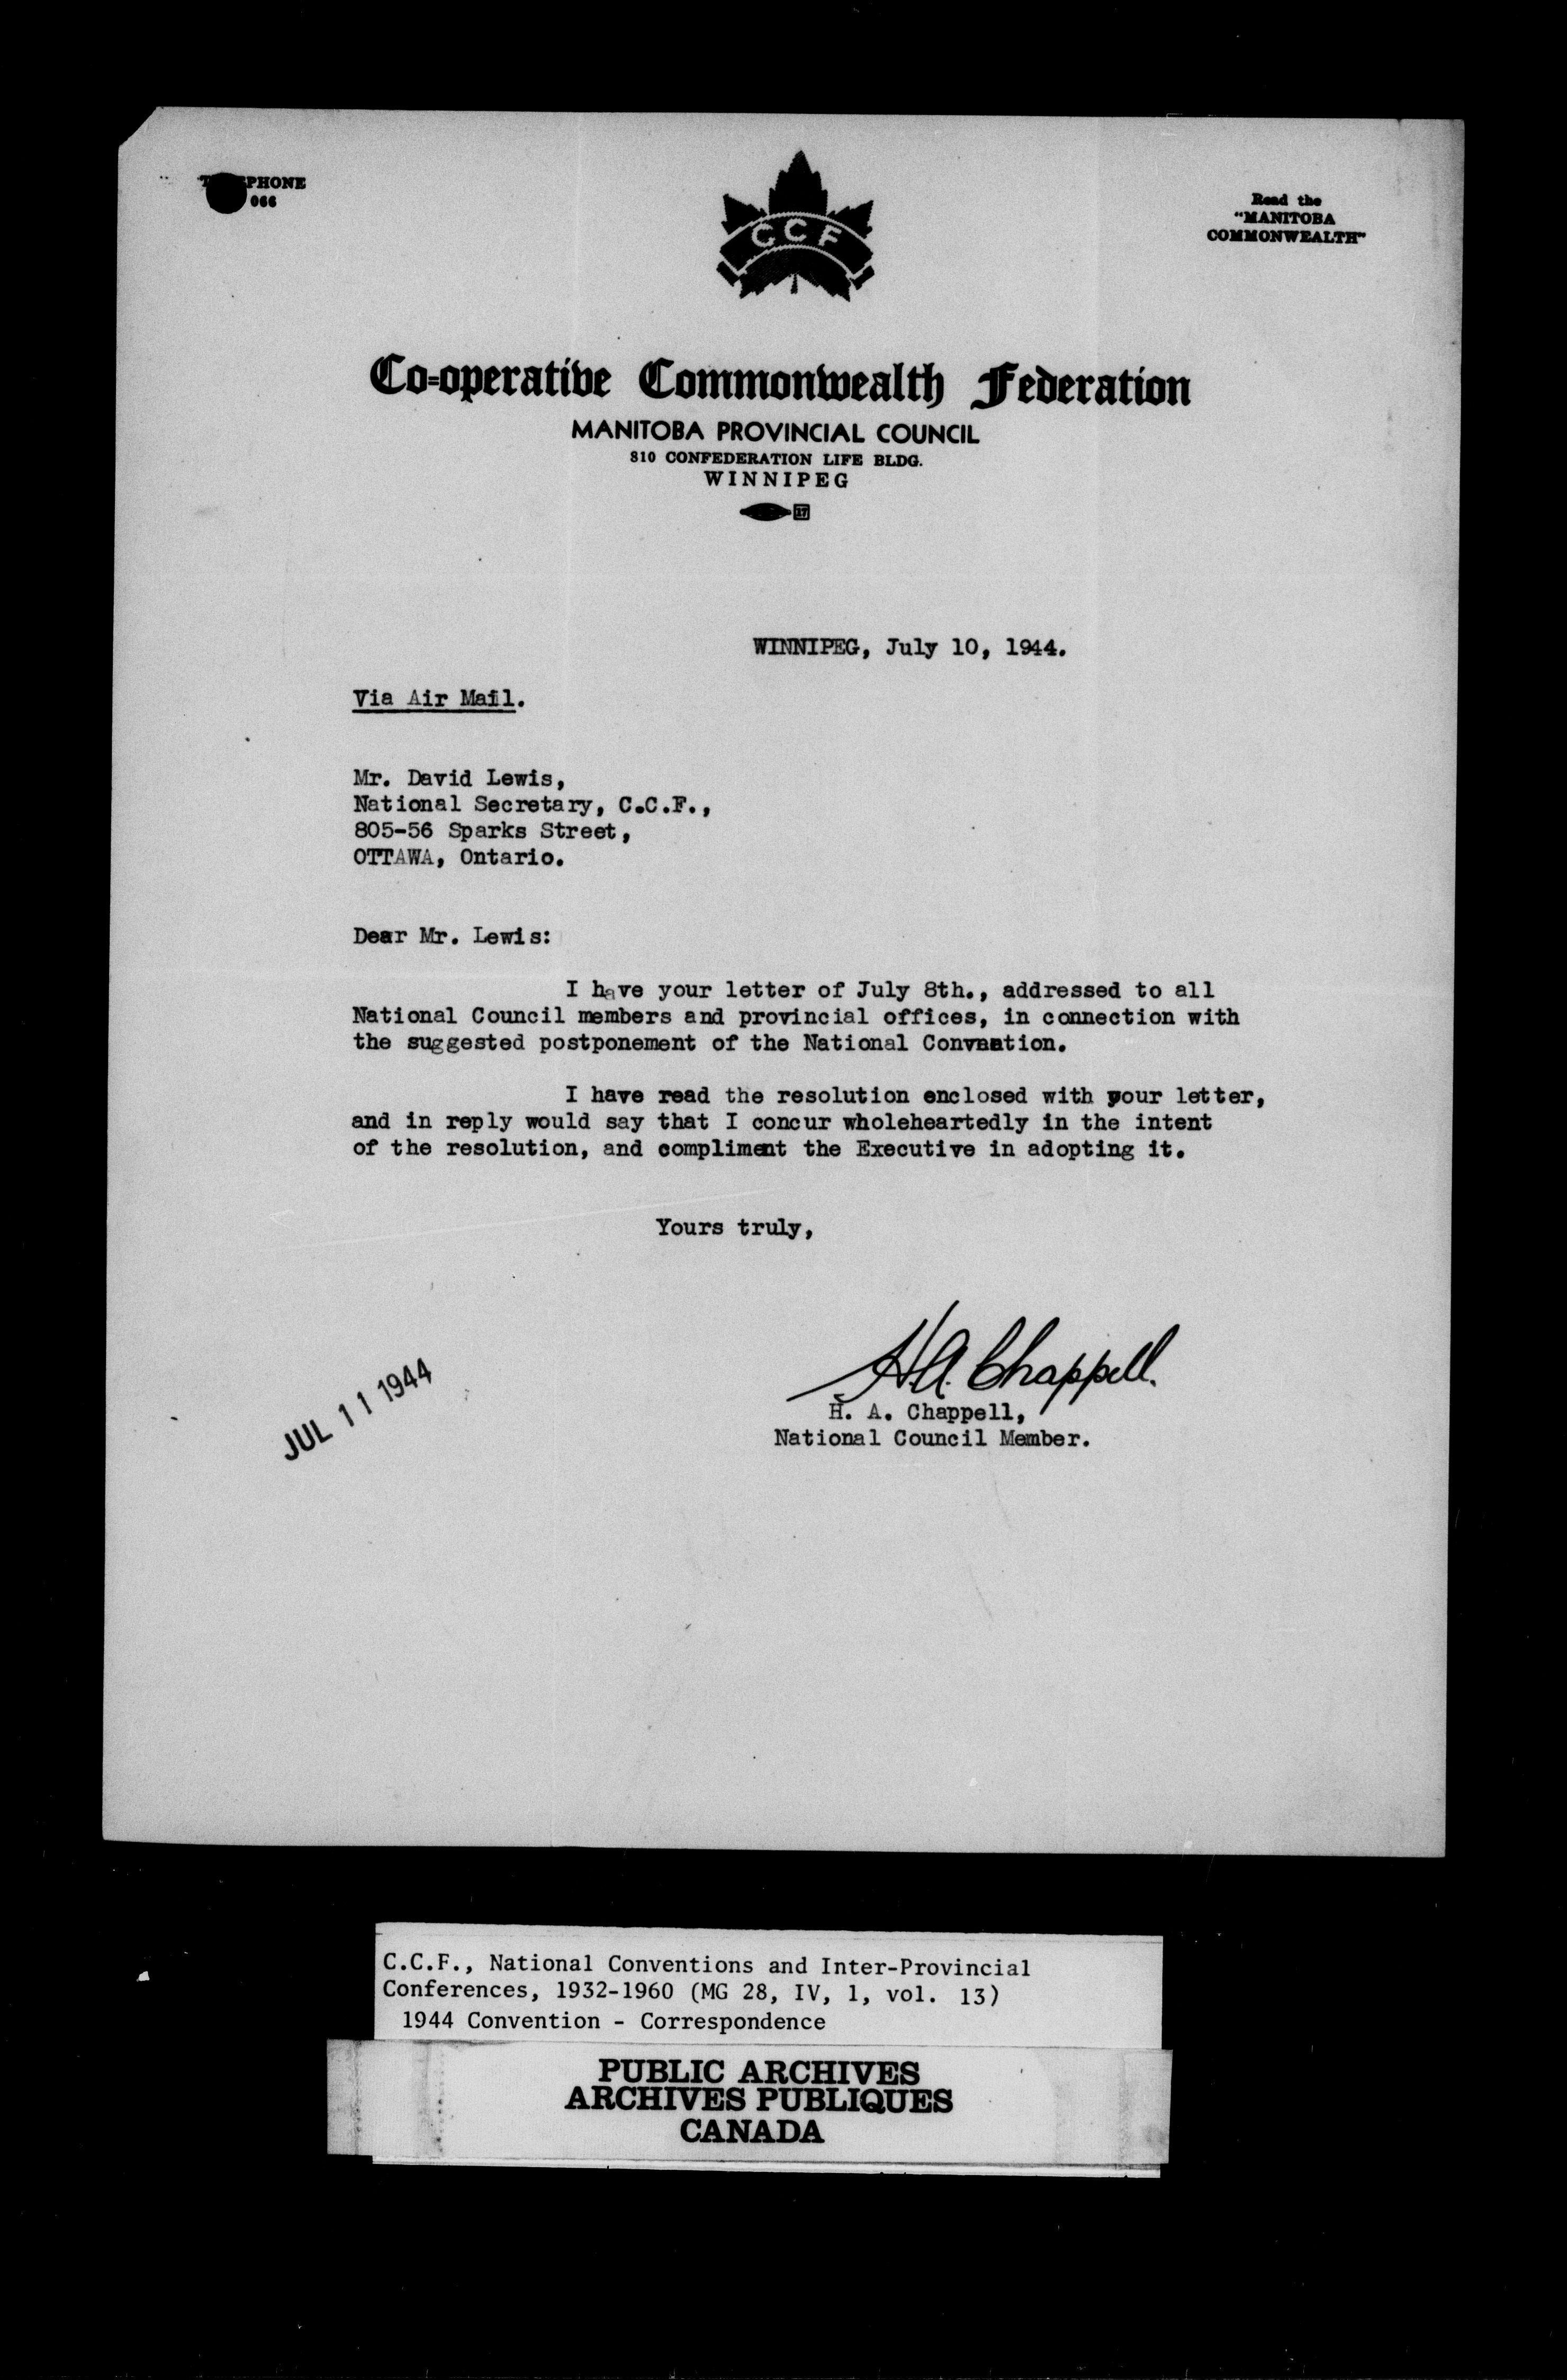 PHONE
066
CCF
Read the
"MANITOBA
COMMONWEALTH"
Co-operative Commonwealth Federation
MANITOBA PROVINCIAL COUNCIL
810 CONFEDERATION LIFE BLDG.
WINNIPEG
17
WINNIPEG, July 10, 1944.
Via Air Mail.
Mr. David Lewis,
National Secretary, C.C.F.,
805-56 Sparks Street,
OTTAWA, Ontario.
Dear Mr. Lewis:
I have your letter of July 8th., addressed to all
National Council members and provincial offices, in connection with
the suggested postponement of the National Convnetion.
I have read the resolution enclosed with your letter,
and in reply would say that I concur wholeheartedly in the intent
of the resolution, and compliment the Executive in adopting it.
Yours truly,
H.A. Chappell.
H. A. Chappell,
National Council Member.
JUL 11 1944
C.C.F., National Conventions and Inter-Provincial
Conferences, 1932-1960 (MG 28, IV, 1, vol. 13)
1944 Convention - Correspondence
PUBLIC ARCHIVES
ARCHIVES PUBLIQUES
CANADA